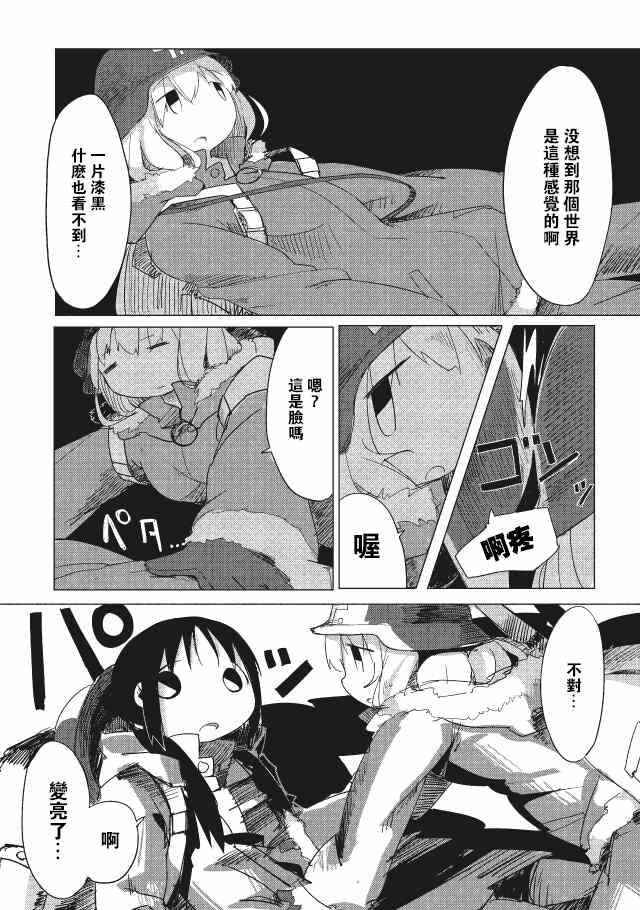 没想到那個世界
是這種感覺的啊
一片漆黑
什麼也看不到…
ゴンッ
啊疼
喔
嗯？
這是臉嗎
ペタ…
不對…
パッ
啊
變亮了…